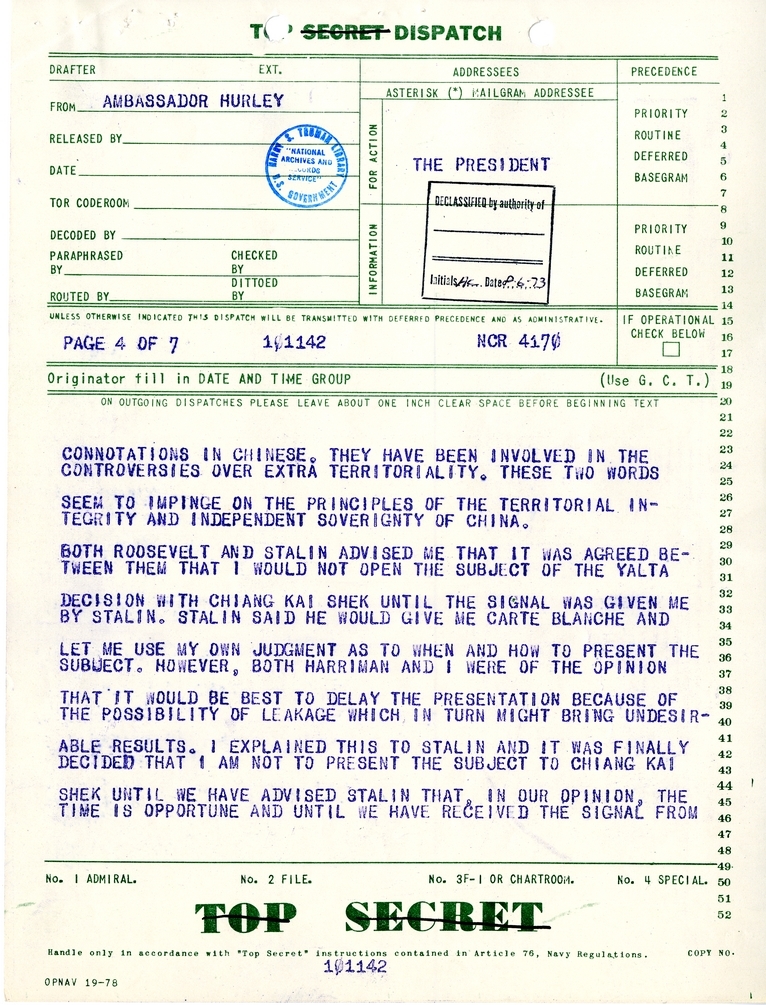 TOP SECRET DISPATCH
DRAFTER EXT.
ADDRESSEES
PRECEDENCE
ASTERISK (*) MAILGRAM ADDRESSEE
FROM AMBASSADOR HURLEY
RELEASED BY
DATE
TOR CODEROOM
DECODED BY
PARAPHRASED BY
CHECKED BY
DITTOED BY
ROUTED BY
HARRY S. TRUMAN LIBRARY
"NATIONAL
ARCHIVES AND
RECORDS
SERVICE"
U.S. GOVERNMENT
FOR ACTION
THE PRESIDENT
PRIORITY
ROUTINE
DEFERRED
BASEGRAM
INFORMATION
DECLASSIFIED by authority of
Initials Date 8-6-73
PRIORITY
ROUTINE
DEFERRED
BASEGRAM
UNLESS OTHERWISE INDICATED THIS DISPATCH WILL BE TRANSMITTED WITH DEFERRED PRECEDENCE AND AS ADMINISTRATIVE.
IF OPERATIONAL
CHECK BELOW
PAGE 4 OF 7 101142 NCR 4170
Originator fill in DATE AND TIME GROUP (Use G. C. T.)
ON OUTGOING DISPATCHES PLEASE LEAVE ABOUT ONE INCH CLEAR SPACE BEFORE BEGINNING TEXT
CONNOTATIONS IN CHINESE. THEY HAVE BEEN INVOLVED IN THE
CONTROVERSIES OVER EXTRA TERRITORIALITY. THESE TWO WORDS
SEEM TO IMPINGE ON THE PRINCIPLES OF THE TERRITORIAL IN-
TEGRITY AND INDEPENDENT SOVERIGNTY OF CHINA.
BOTH ROOSEVELT AND STALIN ADVISED ME THAT IT WAS AGREED BE-
TWEEN THEM THAT I WOULD NOT OPEN THE SUBJECT OF THE YALTA
DECISION WITH CHIANG KAI SHEK UNTIL THE SIGNAL WAS GIVEN ME
BY STALIN. STALIN SAID HE WOULD GIVE ME CARTE BLANCHE AND
LET ME USE MY OWN JUDGMENT AS TO WHEN AND HOW TO PRESENT THE
SUBJECT. HOWEVER, BOTH HARRIMAN AND I WERE OF THE OPINION
THAT IT WOULD BE BEST TO DELAY THE PRESENTATION BECAUSE OF
THE POSSIBILITY OF LEAKAGE WHICH IN TURN MIGHT BRING UNDESIR-
ABLE RESULTS. I EXPLAINED THIS TO STALIN AND IT WAS FINALLY
DECIDED THAT I AM NOT TO PRESENT THE SUBJECT TO CHIANG KAI
SHEK UNTIL WE HAVE ADVISED STALIN THAT, IN OUR OPINION, THE
TIME IS OPPORTUNE AND UNTIL WE HAVE RECEIVED THE SIGNAL FROM
1
2
3
4
5
6
7
8
9
10
11
12
13
14
15
16
17
18
19
20
21
22
23
24
25
26
27
28
29
30
31
32
33
34
35
36
37
38
39
40
41
42
43
44
45
46
47
48
49
50
51
52
No. 1 ADMIRAL. No. 2 FILE. No. 3F-1 OR CHARTROOM. No. 4 SPECIAL.
TOP SECRET
Handle only in accordance with "Top Secret" instructions contained in Article 76, Navy Regulations. COPY NO.
101142
OPNAV 19-78